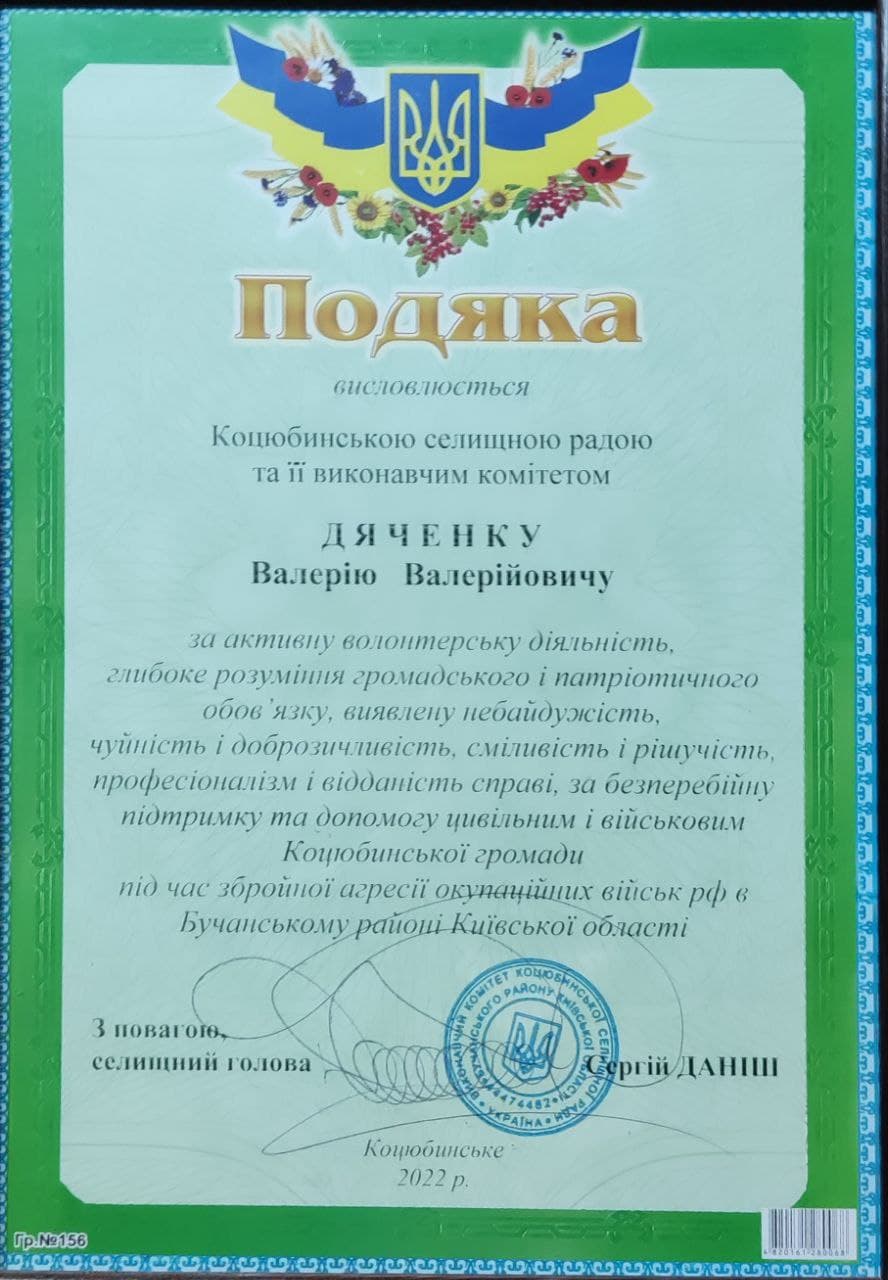 Подяка
висловлюється
Коцюбинською селищною радою
та її виконавчим комітетом
ДЯЧЕНКУ
Валерію Валерійовичу
за активну волонтерську діяльність,
глибоке розуміння громадського і патріотичного
обов’язку, виявлену небайдужість,
чуйність і доброзичливість, сміливість і рішучість,
професіоналізм і відданість справі, за безперебійну
підтримку та допомогу цивільним і військовим
Коцюбинської громади
під час збройної агресії окупаційних військ рф в
Бучанському районі Київської області
З повагою,
селищний голова
Сергій ДАНІШ
ВИКОНАВЧИЙ КОМІТЕТ КОЦЮБИНСЬКОЇ СЕЛИЩНОЇ РАДИ
БУЧАНСЬКОГО РАЙОНУ КИЇВСЬКОЇ ОБЛАСТІ
УКРАЇНА
Коцюбинське
2022 р.
Гр.№156
4 820161 280068